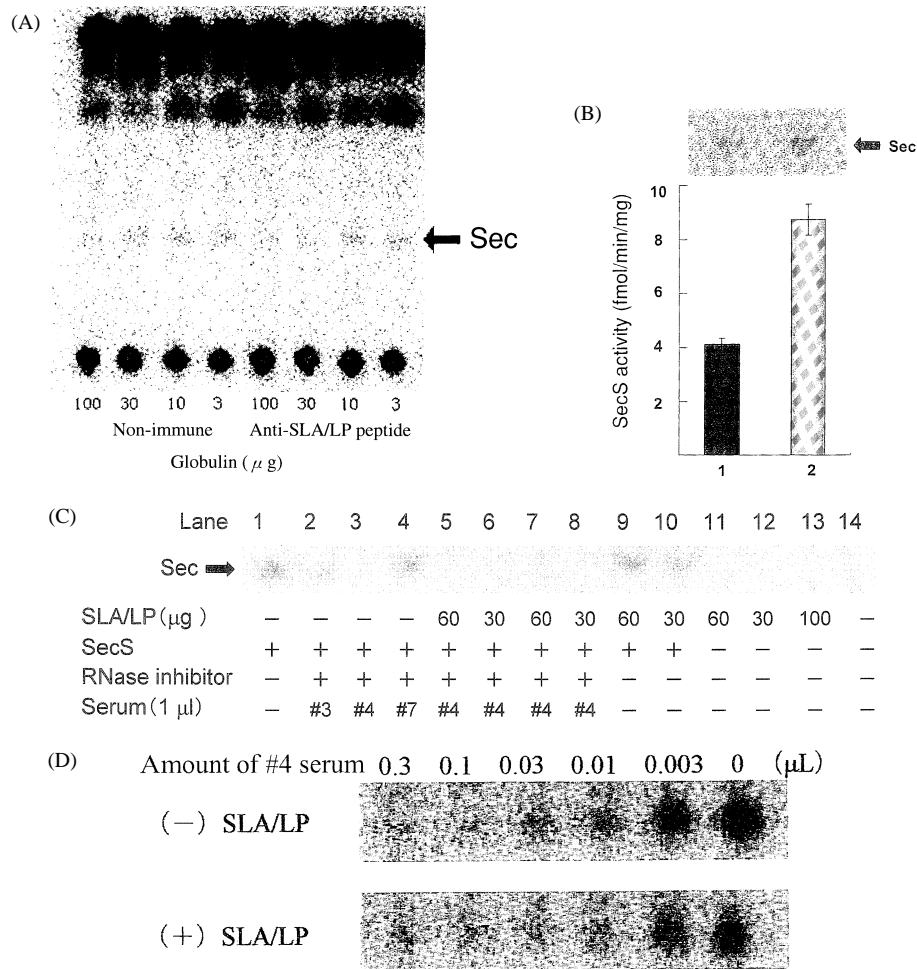 (A)
Sec
100 30 10 3 100 30 10 3
Non-immune Anti-SLA/LP peptide
Globulin ( μ g)
(B)
Sec
SecS activity (fmol/min/mg)
10
8
6
4
2
1 2
(C)
Lane 1 2 3 4 5 6 7 8 9 10 11 12 13 14
Sec
SLA/LP (μg ) – – – – 60 30 60 30 60 30 60 30 100 –
SecS + + + + + + + + + + – – – –
RNase inhibitor – + + + + + + + – – – – – –
Serum (1 μl) – #3 #4 #7 #4 #4 #4 #4 – – – – – –
(D)
Amount of #4 serum 0.3 0.1 0.03 0.01 0.003 0 (μL)
(−) SLA/LP
(+) SLA/LP